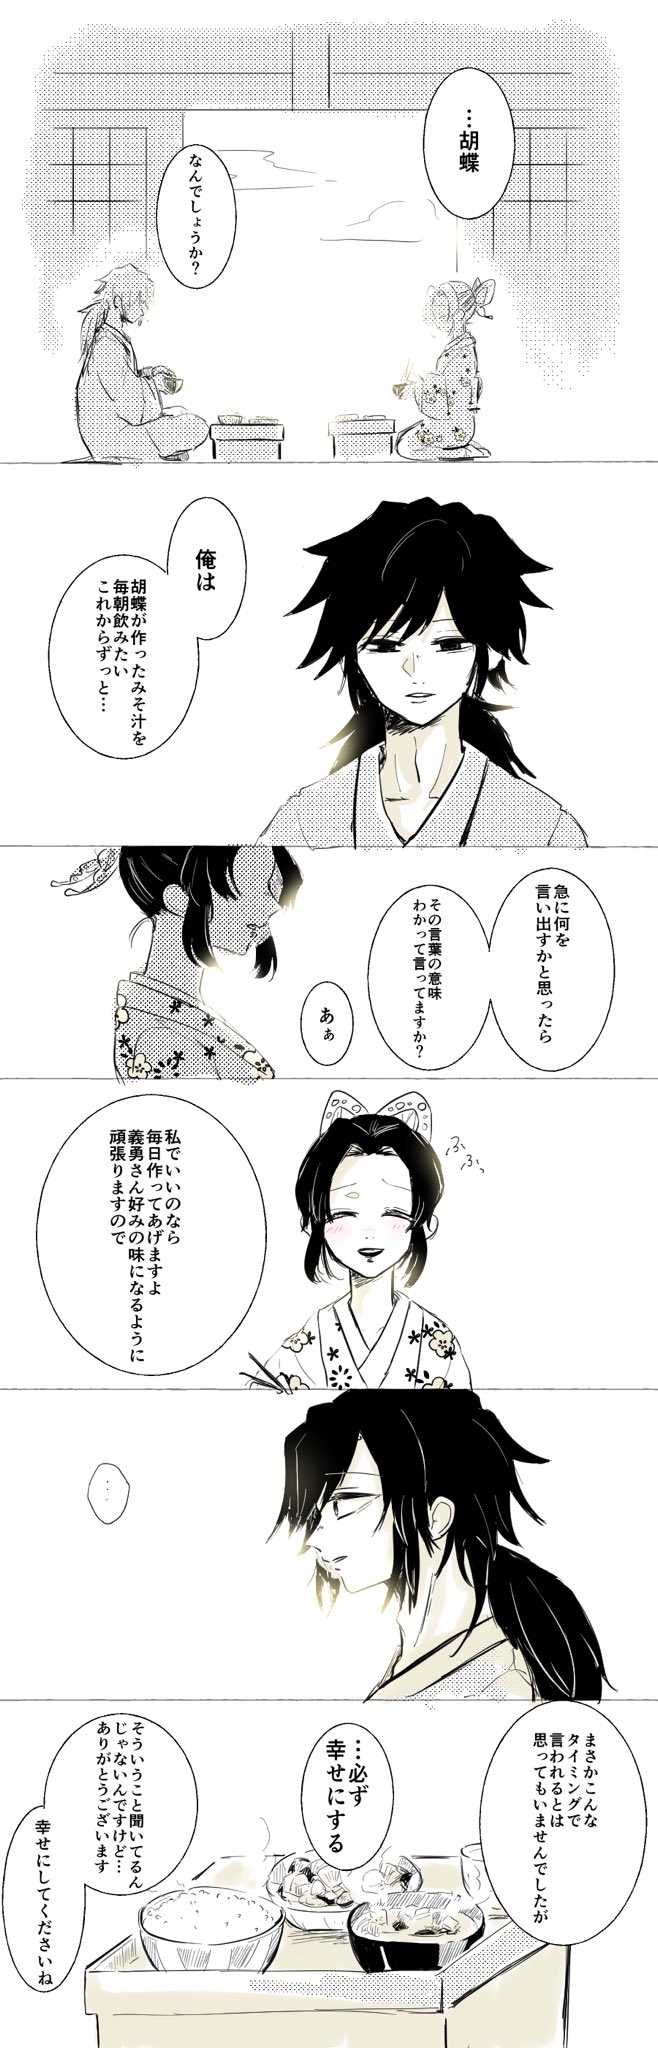 …胡蝶
なんでしょうか？
俺は
胡蝶が作ったみそ汁を
毎朝飲みたい
これからずっと…
急に何を
言い出すかと思ったら
その言葉の意味
わかって言ってますか？
あぁ
ふふっ
私でいいのなら
毎日作ってあげますよ
義勇さん好みの味になるように
頑張りますので
…
まさかこんな
タイミングで
言われるとは
思ってもいませんでしたが
…必ず
幸せにする
そういうこと聞いてるん
じゃないんですけど…
ありがとうございます
幸せにしてくださいね